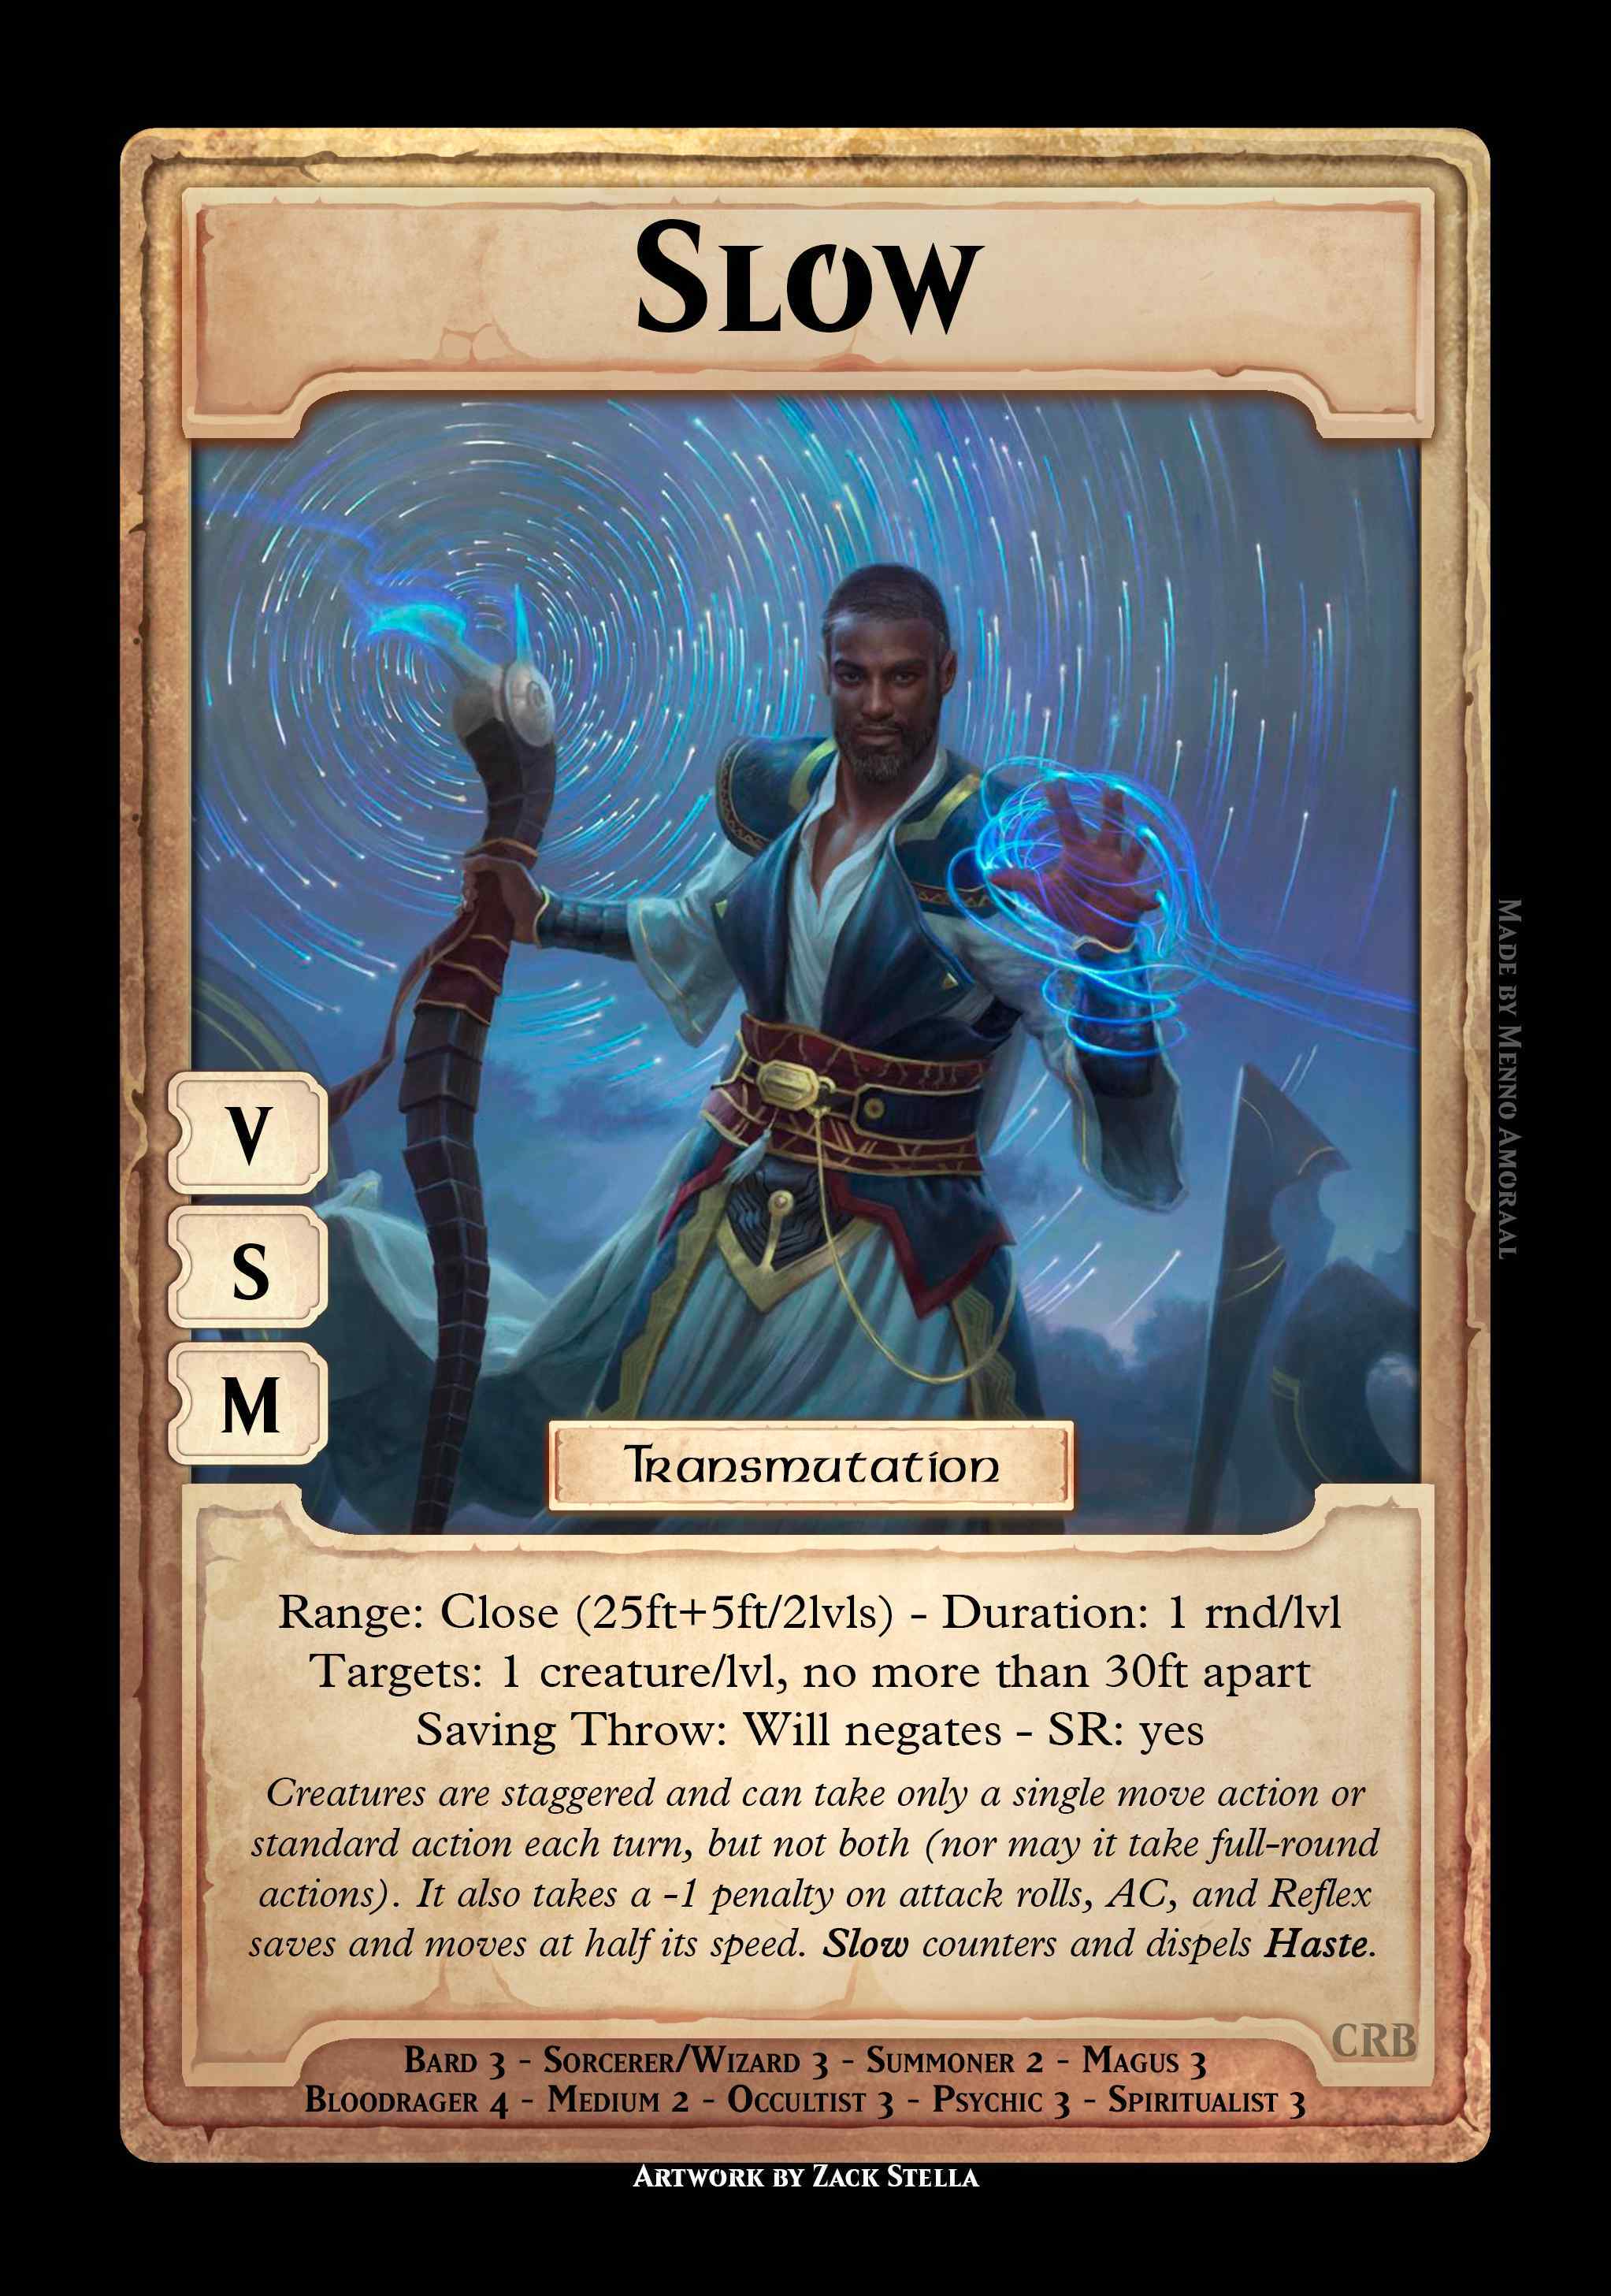 Slow
V
S
M
Transmutation
Range: Close (25ft+5ft/2lvls) - Duration: 1 rnd/lvl
Targets: 1 creature/lvl, no more than 30ft apart
Saving Throw: Will negates - SR: yes
Creatures are staggered and can take only a single move action or
standard action each turn, but not both (nor may it take full-round
actions). It also takes a -1 penalty on attack rolls, AC, and Reflex
saves and moves at half its speed. Slow counters and dispels Haste.
CRB
Bard 3 - Sorcerer/Wizard 3 - Summoner 2 - Magus 3
Bloodrager 4 - Medium 2 - Occultist 3 - Psychic 3 - Spiritualist 3
Artwork by Zack Stella
Made by Menno Amoraal